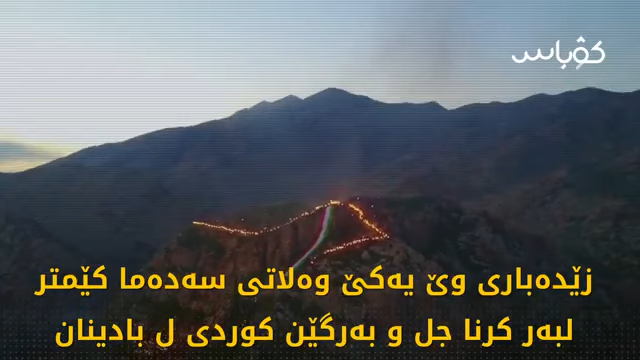 کۆباس
زێدەباری وێ یەکێ وەلاتی سەدەما کێمتر
لبەر کرنا جل و بەرگێن کوردی ل بادینان